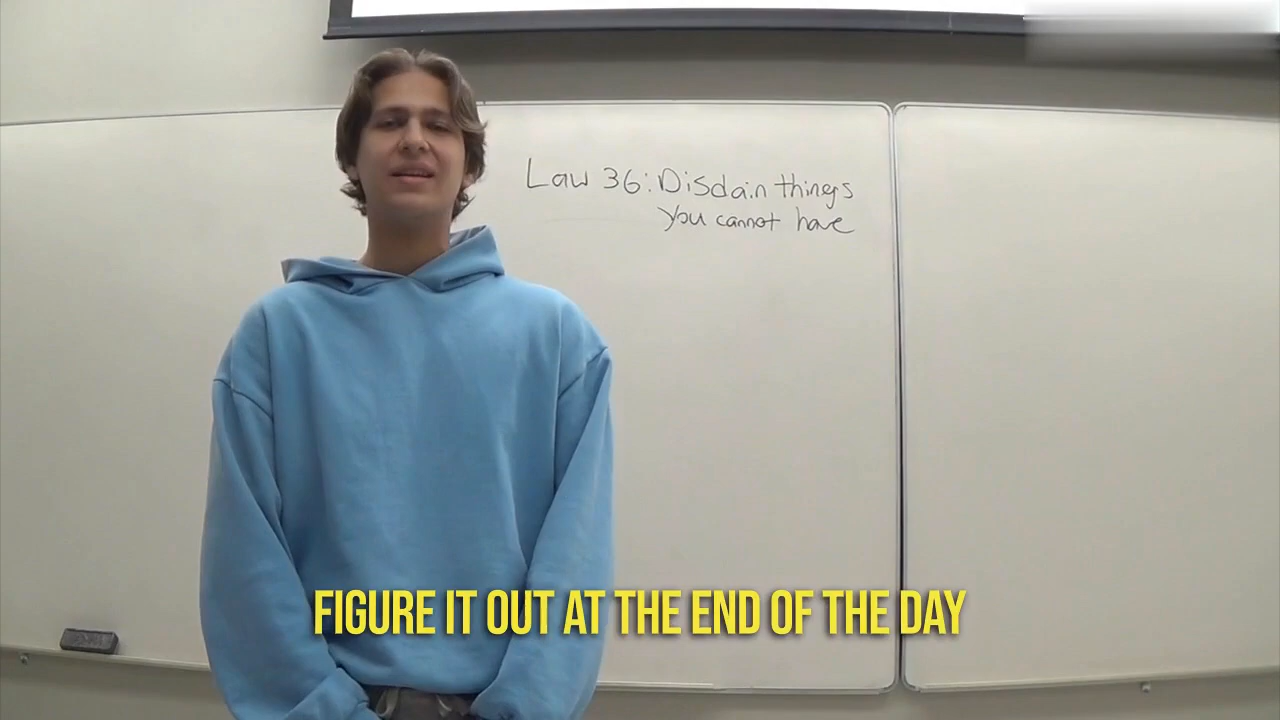 Law 36: Disdain things
you cannot have
FIGURE IT OUT AT THE END OF THE DAY